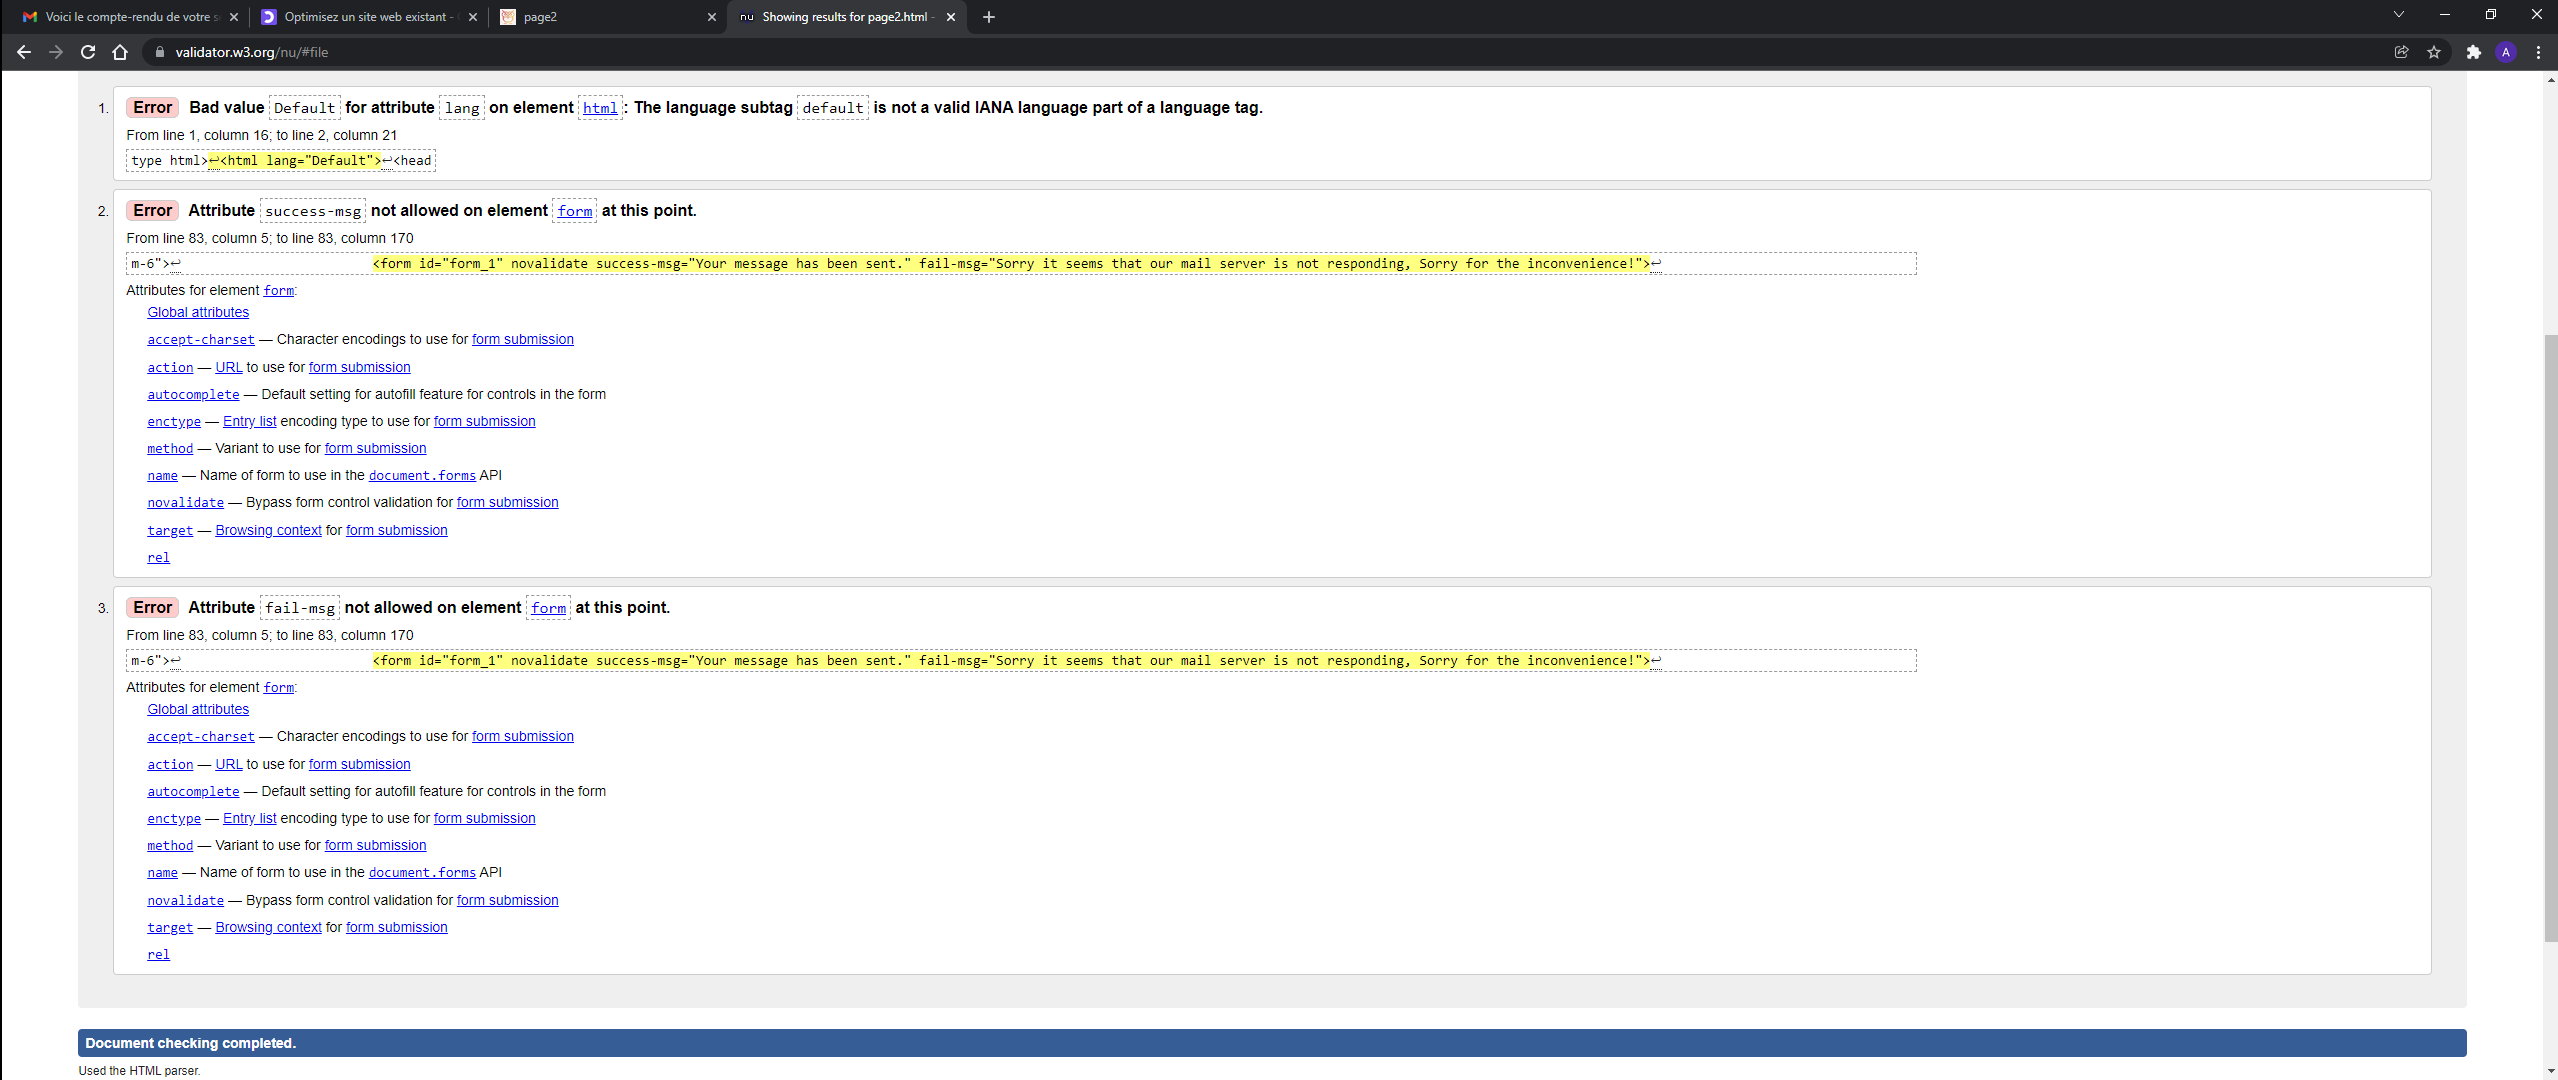 Voici le compte-rendu de votre s
Optimisez un site web existant -
page2
nu Showing results for page2.html -
validator.w3.org/nu/#file
A
1. Error Bad value Default for attribute lang on element html: The language subtag default is not a valid IANA language part of a language tag.
From line 1, column 16; to line 2, column 21
type html>↩<html lang="Default">↩<head
2. Error Attribute success-msg not allowed on element form at this point.
From line 83, column 5; to line 83, column 170
m-6">↩ <form id="form_1" novalidate success-msg="Your message has been sent." fail-msg="Sorry it seems that our mail server is not responding, Sorry for the inconvenience!">↩
Attributes for element form:
Global attributes
accept-charset — Character encodings to use for form submission
action — URL to use for form submission
autocomplete — Default setting for autofill feature for controls in the form
enctype — Entry list encoding type to use for form submission
method — Variant to use for form submission
name — Name of form to use in the document.forms API
novalidate — Bypass form control validation for form submission
target — Browsing context for form submission
rel
3. Error Attribute fail-msg not allowed on element form at this point.
From line 83, column 5; to line 83, column 170
m-6">↩ <form id="form_1" novalidate success-msg="Your message has been sent." fail-msg="Sorry it seems that our mail server is not responding, Sorry for the inconvenience!">↩
Attributes for element form:
Global attributes
accept-charset — Character encodings to use for form submission
action — URL to use for form submission
autocomplete — Default setting for autofill feature for controls in the form
enctype — Entry list encoding type to use for form submission
method — Variant to use for form submission
name — Name of form to use in the document.forms API
novalidate — Bypass form control validation for form submission
target — Browsing context for form submission
rel
Document checking completed.
Used the HTML parser.